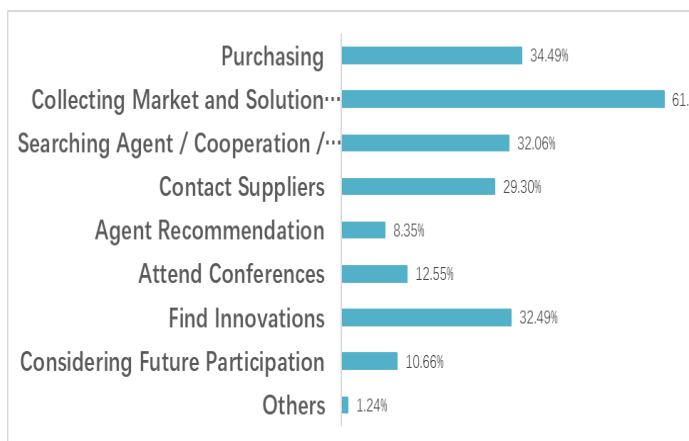 Purchasing 34.49%
Collecting Market and Solution… 61.
Searching Agent / Cooperation /… 32.06%
Contact Suppliers 29.30%
Agent Recommendation 8.35%
Attend Conferences 12.55%
Find Innovations 32.49%
Considering Future Participation 10.66%
Others 1.24%